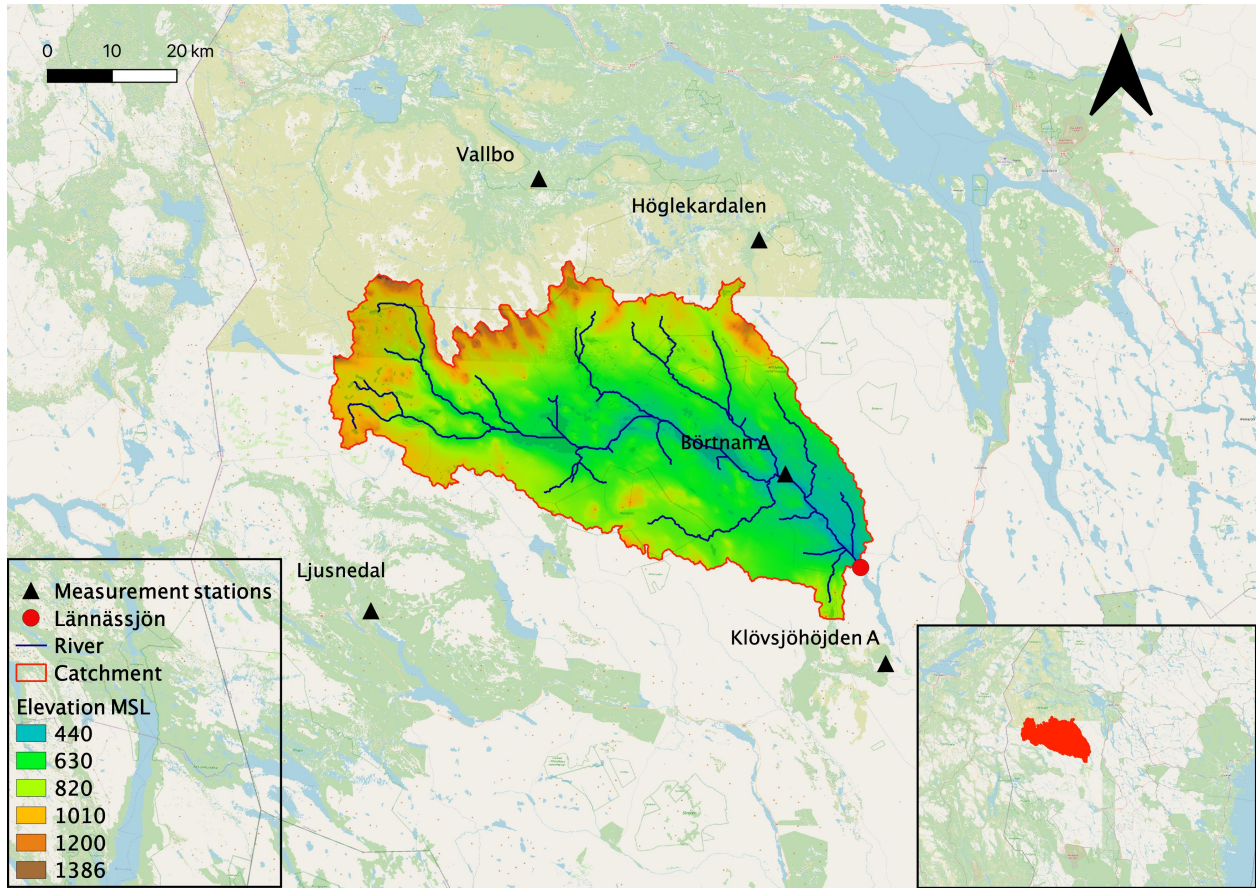 0 10 20 km
Vallbo
Höglekardalen
Börtnan A
Ljusnedal
Klövsjöhöjden A
Measurement stations
Lännässjön
River
Catchment
Elevation MSL
440
630
820
1010
1200
1386